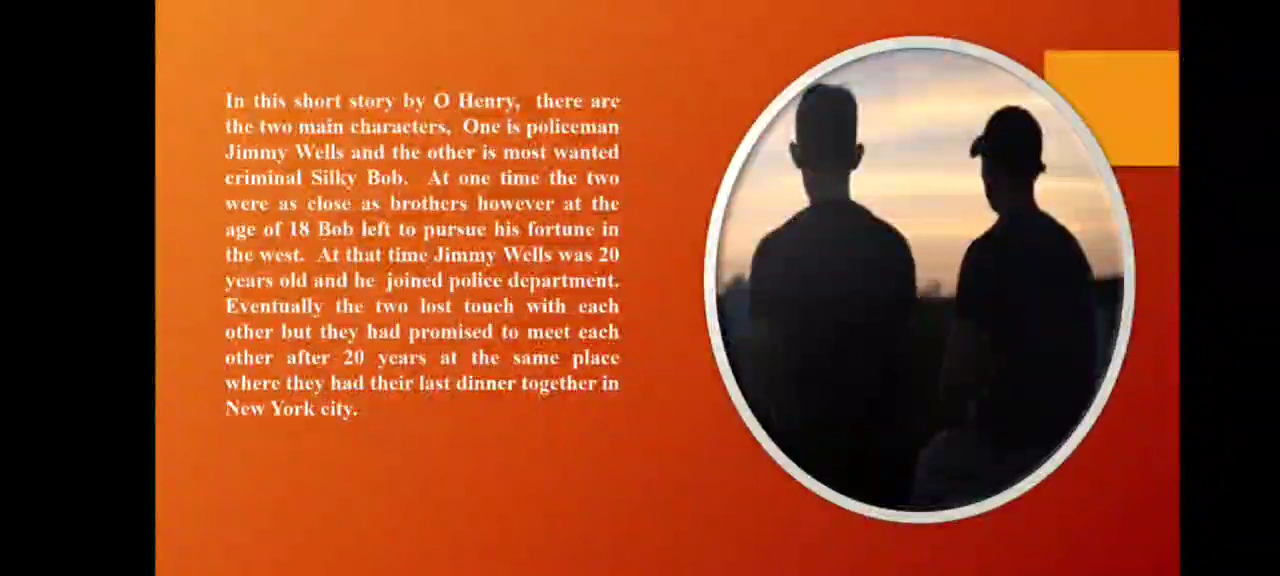 In this short story by O Henry, there are
the two main characters, One is policeman
Jimmy Wells and the other is most wanted
criminal Silky Bob. At one time the two
were as close as brothers however at the
age of 18 Bob left to pursue his fortune in
the west. At that time Jimmy Wells was 20
years old and he joined police department.
Eventually the two lost touch with each
other but they had promised to meet each
other after 20 years at the same place
where they had their last dinner together in
New York city.